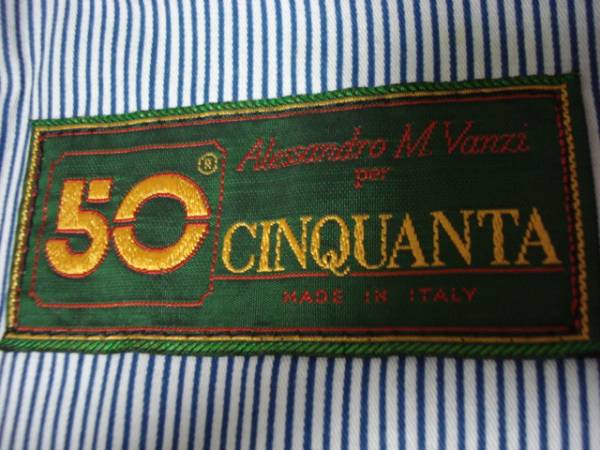 50®
Alessandro M. Vanzi
per
CINQUANTA
MADE IN ITALY